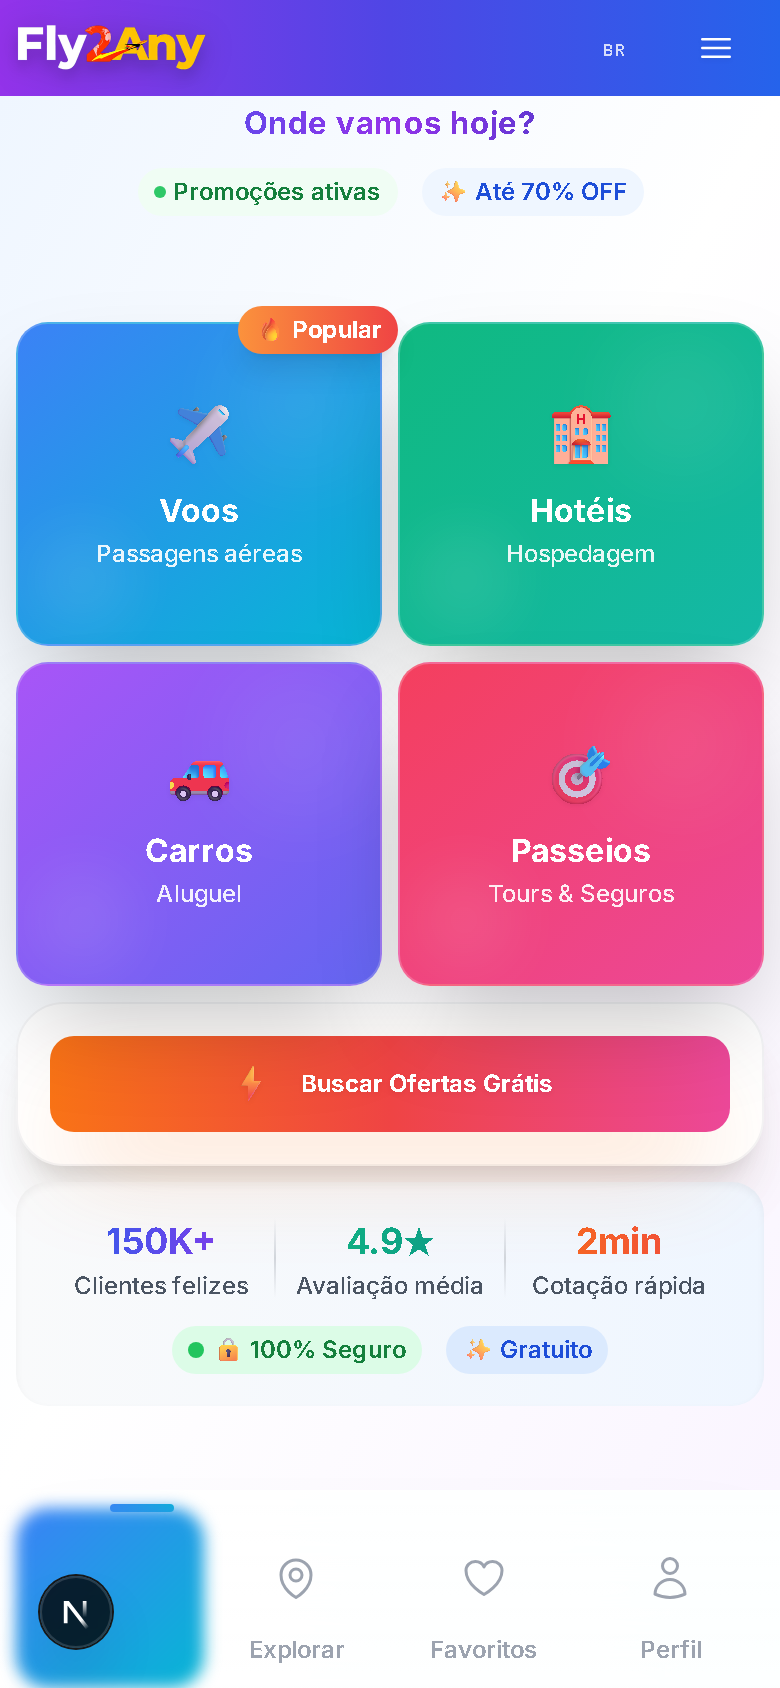 Fly2Any
BR
Onde vamos hoje?
Promoções ativas
Até 70% OFF
Popular
Voos
Passagens aéreas
H
Hotéis
Hospedagem
Carros
Aluguel
Passeios
Tours & Seguros
Buscar Ofertas Grátis
150K+
Clientes felizes
4.9★
Avaliação média
2min
Cotação rápida
100% Seguro
Gratuito
N
Explorar
Favoritos
Perfil